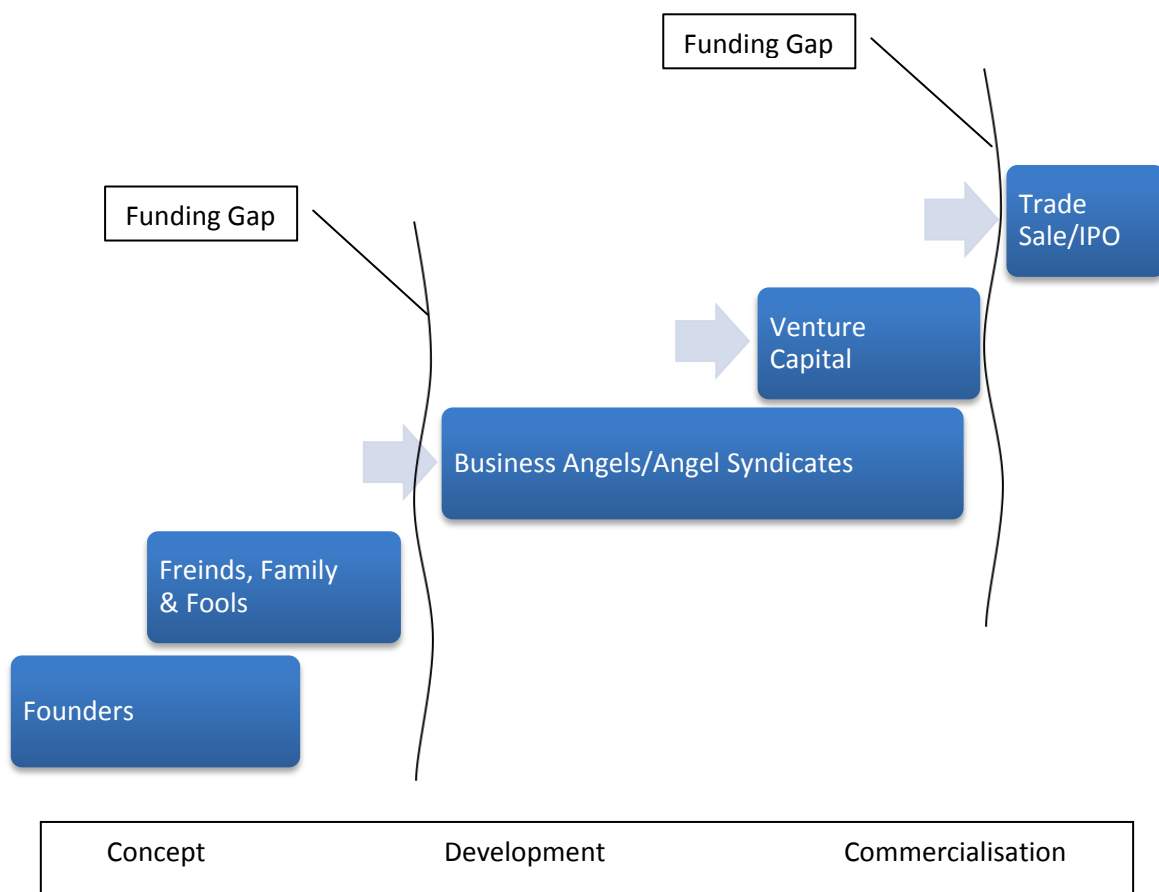 Funding Gap
Funding Gap
Trade
Sale/IPO
Venture
Capital
Business Angels/Angel Syndicates
Freinds, Family
& Fools
Founders
Concept Development Commercialisation